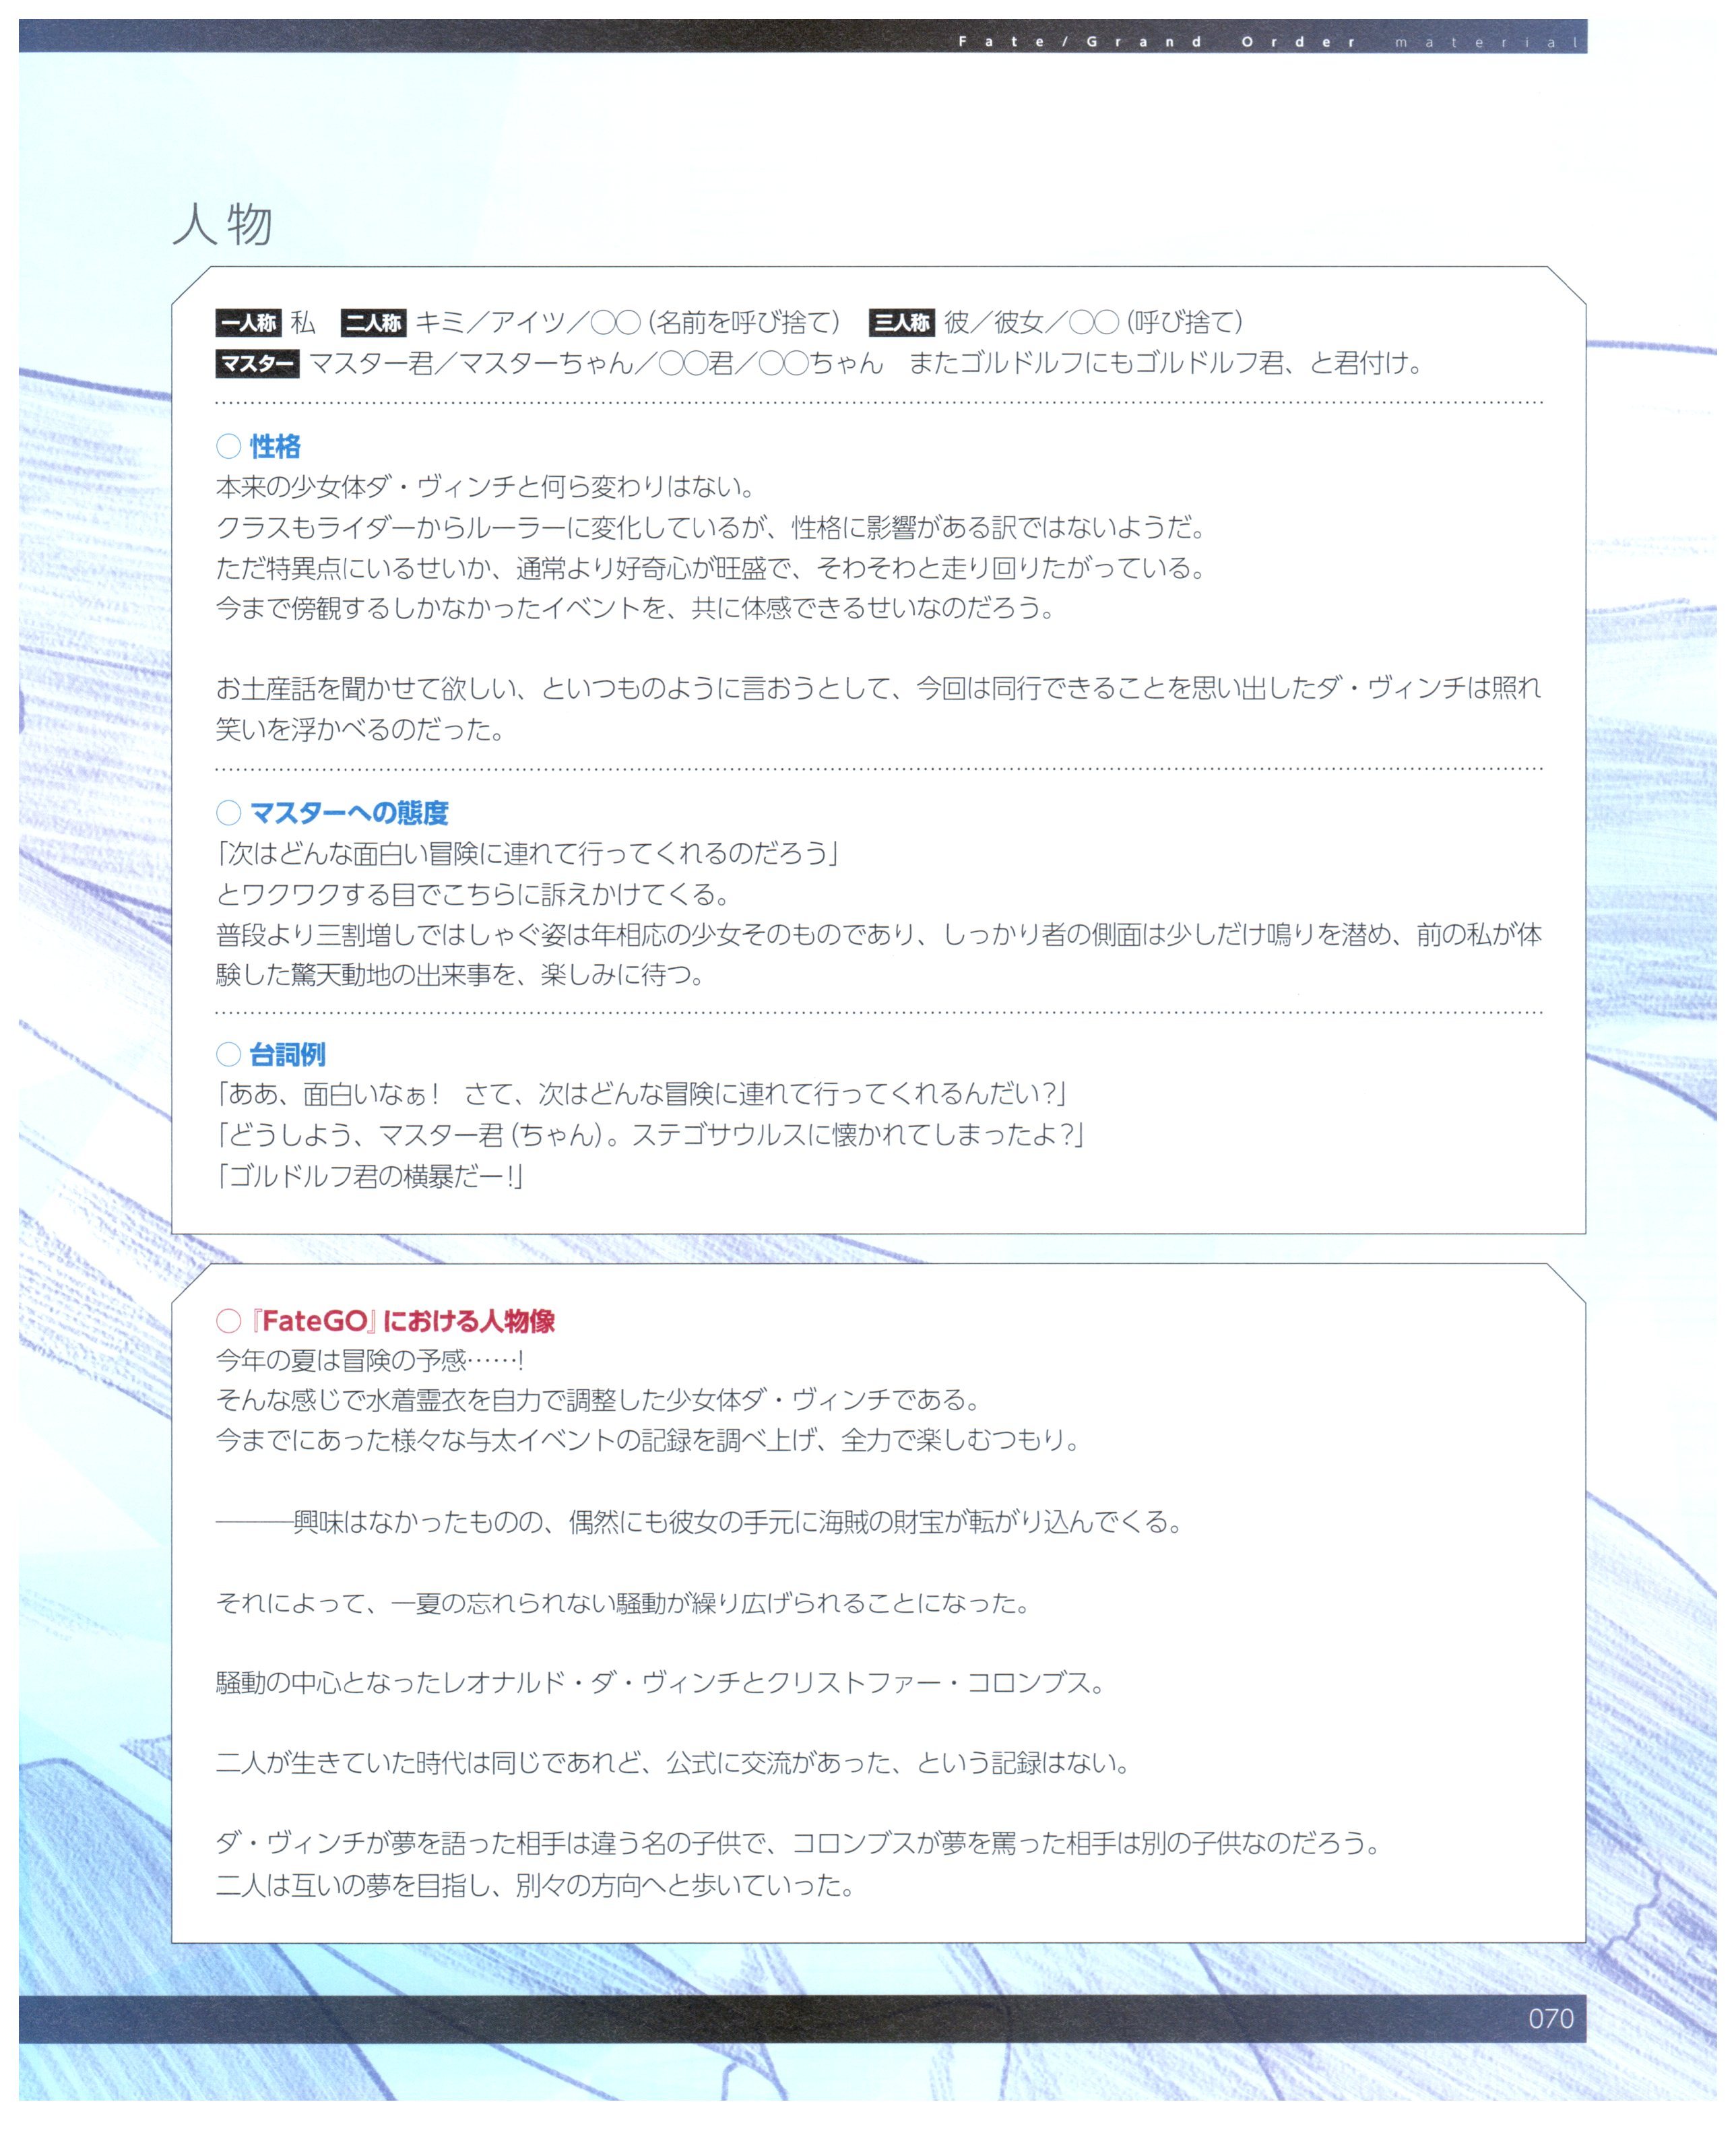 Fate/Grand Order material
人物
一人称 私 二人称 キミ／アイツ／○○（名前を呼び捨て） 三人称 彼／彼女／○○（呼び捨て）
マスター マスター君／マスターちゃん／○○君／○○ちゃん　またゴルドルフにもゴルドルフ君、と君付け。
○ 性格
本来の少女体ダ・ヴィンチと何ら変わりはない。
クラスもライダーからルーラーに変化しているが、性格に影響がある訳ではないようだ。
ただ特異点にいるせいか、通常より好奇心が旺盛で、そわそわと走り回りたがっている。
今まで傍観するしかなかったイベントを、共に体感できるせいなのだろう。
お土産話を聞かせて欲しい、といつものように言おうとして、今回は同行できることを思い出したダ・ヴィンチは照れ
笑いを浮かべるのだった。
○ マスターへの態度
「次はどんな面白い冒険に連れて行ってくれるのだろう」
とワクワクする目でこちらに訴えかけてくる。
普段より三割増しではしゃぐ姿は年相応の少女そのものであり、しっかり者の側面は少しだけ鳴りを潜め、前の私が体
験した驚天動地の出来事を、楽しみに待つ。
○ 台詞例
「ああ、面白いなぁ！　さて、次はどんな冒険に連れて行ってくれるんだい？」
「どうしよう、マスター君（ちゃん）。ステゴサウルスに懐かれてしまったよ？」
「ゴルドルフ君の横暴だー！」
○『FateGO』における人物像
今年の夏は冒険の予感……！
そんな感じで水着霊衣を自力で調整した少女体ダ・ヴィンチである。
今までにあった様々な与太イベントの記録を調べ上げ、全力で楽しむつもり。
―――興味はなかったものの、偶然にも彼女の手元に海賊の財宝が転がり込んでくる。
それによって、一夏の忘れられない騒動が繰り広げられることになった。
騒動の中心となったレオナルド・ダ・ヴィンチとクリストファー・コロンブス。
二人が生きていた時代は同じであれど、公式に交流があった、という記録はない。
ダ・ヴィンチが夢を語った相手は違う名の子供で、コロンブスが夢を罵った相手は別の子供なのだろう。
二人は互いの夢を目指し、別々の方向へと歩いていった。
070